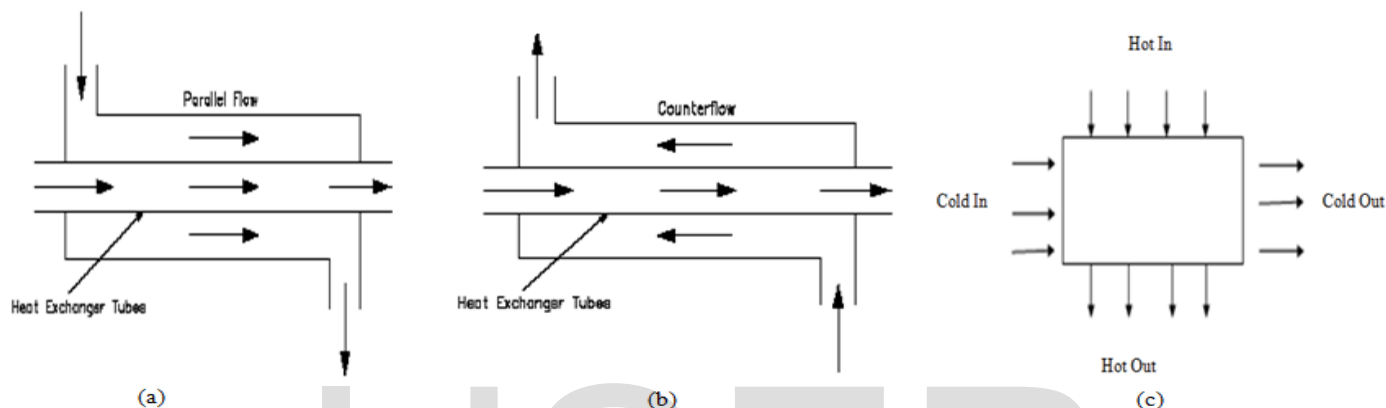 Parallel Flow
Heat Exchanger Tubes
(a)
Counterflow
Heat Exchanger Tubes
(b)
Hot In
Cold In
Cold Out
Hot Out
(c)